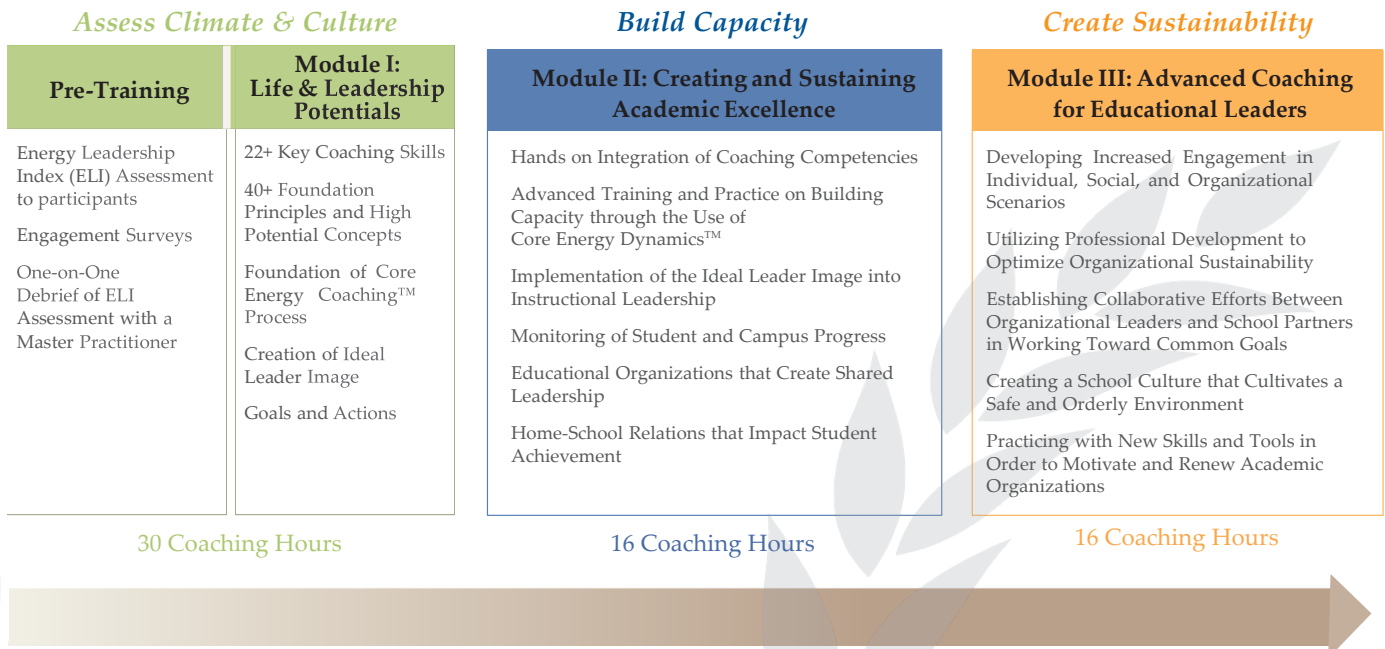 Assess Climate & Culture
Pre-Training
Energy Leadership
Index (ELI) Assessment
to participants
Engagement Surveys
One-on-One
Debrief of ELI
Assessment with a
Master Practitioner
Module I:
Life & Leadership
Potentials
22+ Key Coaching Skills
40+ Foundation
Principles and High
Potential Concepts
Foundation of Core
Energy Coaching™
Process
Creation of Ideal
Leader Image
Goals and Actions
30 Coaching Hours
Build Capacity
Module II: Creating and Sustaining
Academic Excellence
Hands on Integration of Coaching Competencies
Advanced Training and Practice on Building
Capacity through the Use of
Core Energy Dynamics™
Implementation of the Ideal Leader Image into
Instructional Leadership
Monitoring of Student and Campus Progress
Educational Organizations that Create Shared
Leadership
Home-School Relations that Impact Student
Achievement
16 Coaching Hours
Create Sustainability
Module III: Advanced Coaching
for Educational Leaders
Developing Increased Engagement in
Individual, Social, and Organizational
Scenarios
Utilizing Professional Development to
Optimize Organizational Sustainability
Establishing Collaborative Efforts Between
Organizational Leaders and School Partners
in Working Toward Common Goals
Creating a School Culture that Cultivates a
Safe and Orderly Environment
Practicing with New Skills and Tools in
Order to Motivate and Renew Academic
Organizations
16 Coaching Hours